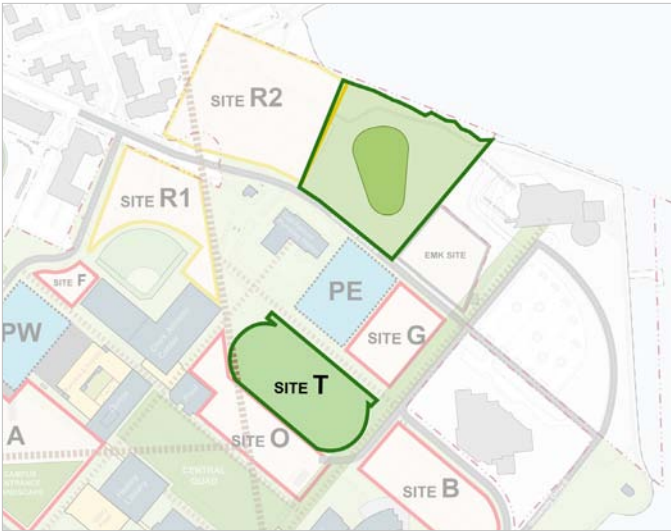 SITE R2
SITE R1
EMK SITE
SITE F
PE
PW
SITE G
SITE T
A
SITE O
CENTRAL
QUAD
SITE B